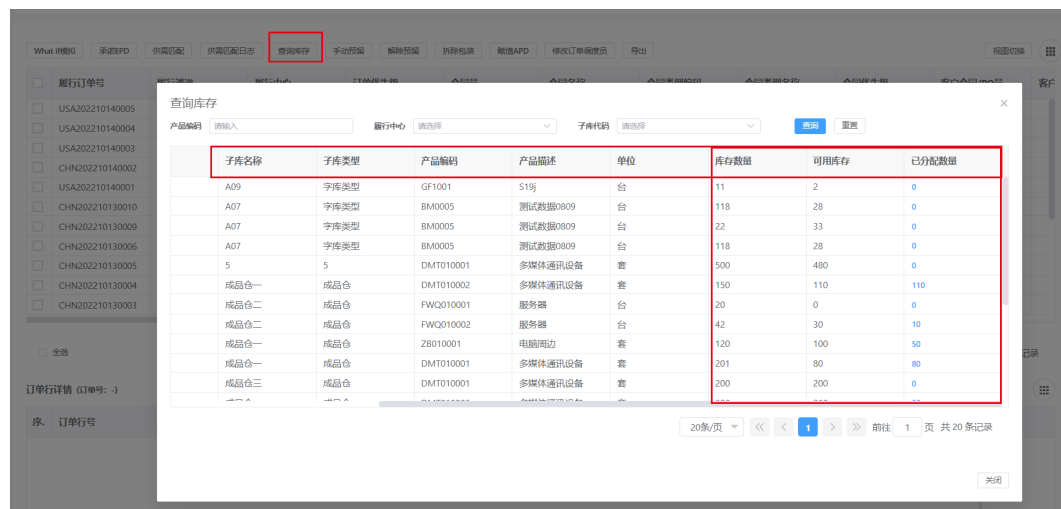 What if模拟 承诺EPD 供需匹配 供需匹配日志 查询库存 手动预留 解除预留 拆除包装 赋值APD 修改订单调度员 导出 视图切换
履行订单号
USA202210140005
USA202210140004
USA202210140003
CHN202210140002
USA202210140001
CHN202210130010
CHN202210130009
CHN202210130006
CHN202210130005
CHN202210130004
CHN202210130003
全选
订单行详情 (订单号: -)
序. 订单行号
查询库存
产品编码 请输入 履行中心 请选择 子库代码 请选择 查询 重置
子库名称 子库类型 产品编码 产品描述 单位 库存数量 可用库存 已分配数量
A09 字库类型 GF1001 S19j 台 11 2 0
A07 字库类型 BM0005 测试数据0809 台 118 28 0
A07 字库类型 BM0005 测试数据0809 台 22 33 0
A07 字库类型 BM0005 测试数据0809 台 118 28 0
5 5 DMT010001 多媒体通讯设备 套 500 480 0
成品仓一 成品仓 DMT010002 多媒体通讯设备 套 150 110 110
成品仓二 成品仓 FWQ010001 服务器 台 20 0 0
成品仓二 成品仓 FWQ010002 服务器 台 42 30 10
成品仓一 成品仓 ZB010001 电脑周边 套 120 100 50
成品仓一 成品仓 DMT010001 多媒体通讯设备 套 201 80 80
成品仓三 成品仓 DMT010001 多媒体通讯设备 套 200 200 0
20条/页 1 前往 1 页 共 20 条记录
关闭